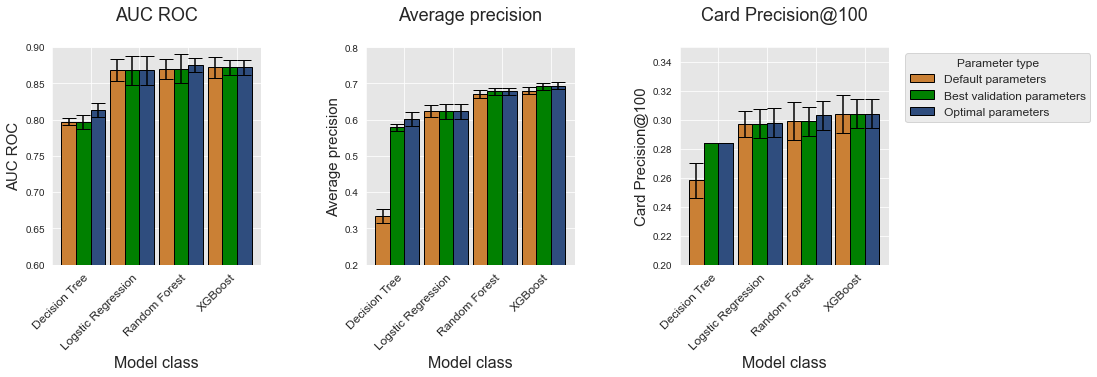 AUC ROC
Average precision
Card Precision@100
AUC ROC
0.90
0.85
0.80
0.75
0.70
0.65
0.60
Decision Tree
Logstic Regression
Random Forest
XGBoost
Model class
Average precision
0.8
0.7
0.6
0.5
0.4
0.3
0.2
Decision Tree
Logstic Regression
Random Forest
XGBoost
Model class
Card Precision@100
0.34
0.32
0.30
0.28
0.26
0.24
0.22
0.20
Decision Tree
Logstic Regression
Random Forest
XGBoost
Model class
Parameter type
Default parameters
Best validation parameters
Optimal parameters